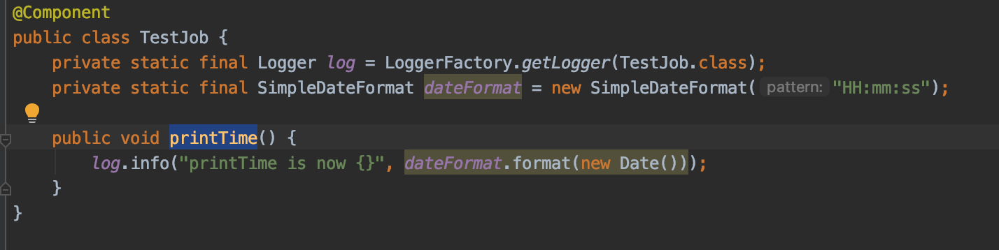 @Component
public class TestJob {
    private static final Logger log = LoggerFactory.getLogger(TestJob.class);
    private static final SimpleDateFormat dateFormat = new SimpleDateFormat( pattern: "HH:mm:ss");
    public void printTime() {
        log.info("printTime is now {}", dateFormat.format(new Date()));
    }
}